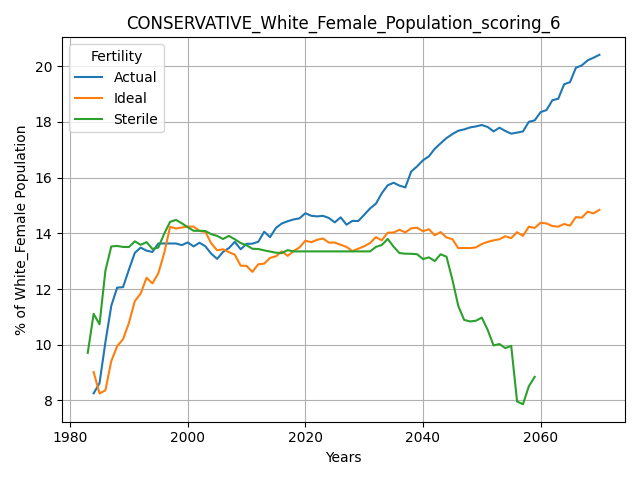 CONSERVATIVE_White_Female_Population_scoring_6
Fertility
Actual
Ideal
Sterile
% of White_Female Population
20
18
16
14
12
10
8
1980
2000
2020
2040
2060
Years